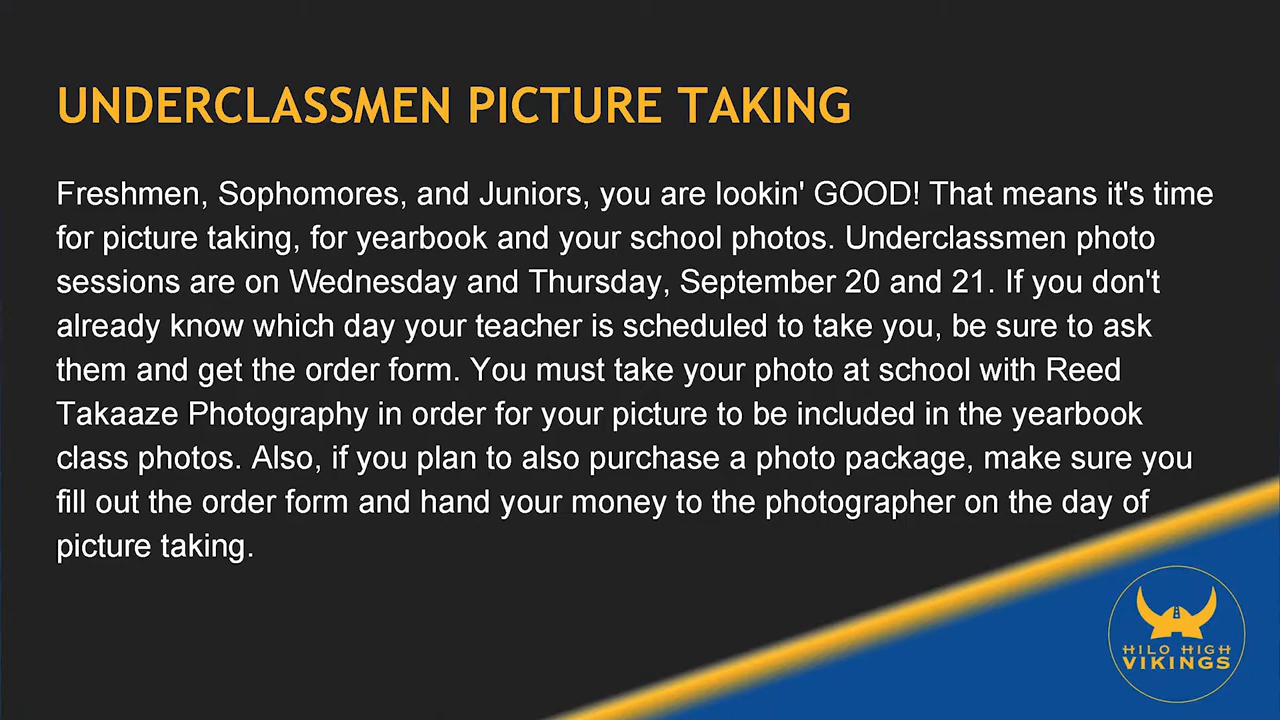 UNDERCLASSMEN PICTURE TAKING
Freshmen, Sophomores, and Juniors, you are lookin' GOOD! That means it's time
for picture taking, for yearbook and your school photos. Underclassmen photo
sessions are on Wednesday and Thursday, September 20 and 21. If you don't
already know which day your teacher is scheduled to take you, be sure to ask
them and get the order form. You must take your photo at school with Reed
Takaaze Photography in order for your picture to be included in the yearbook
class photos. Also, if you plan to also purchase a photo package, make sure you
fill out the order form and hand your money to the photographer on the day of
picture taking.
HILO HIGH
VIKINGS